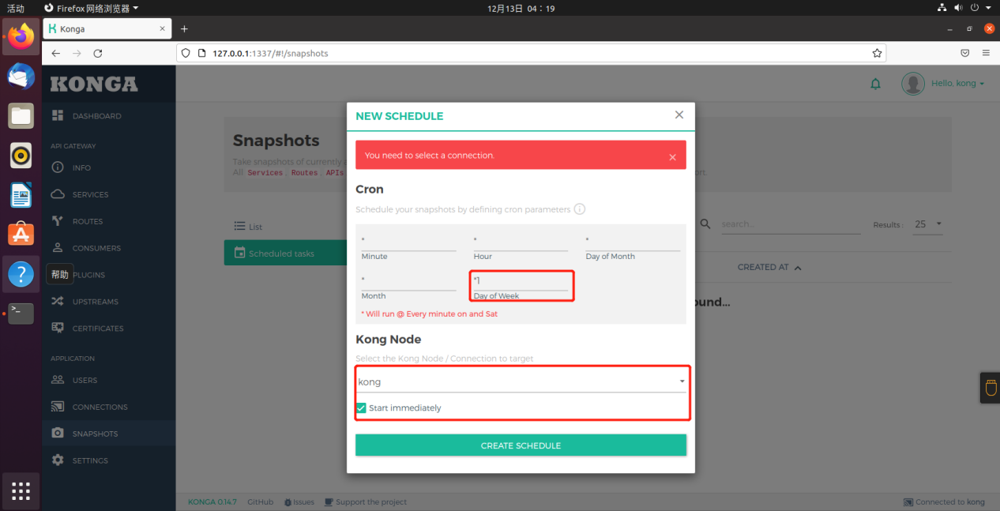 活动 Firefox 网络浏览器 12月13日 04：19
Konga
127.0.0.1:1337/#!/snapshots
KONGA
Hello, kong
DASHBOARD
API GATEWAY
INFO
SERVICES
ROUTES
CONSUMERS
帮助
PLUGINS
UPSTREAMS
CERTIFICATES
APPLICATION
USERS
CONNECTIONS
SNAPSHOTS
SETTINGS
Snapshots
Take snapshots of currently
All Services Routes APIs
ort.
List
Scheduled tasks
search...
Results : 25
CREATED AT
ound...
NEW SCHEDULE
You need to select a connection.
Cron
Schedule your snapshots by defining cron parameters
* * *
Minute Hour Day of Month
* *1
Month Day of Week
* Will run @ Every minute on and Sat
Kong Node
Select the Kong Node / Connection to target
kong
Start immediately
CREATE SCHEDULE
KONGA 0.14.7 GitHub Issues Support the project Connected to kong